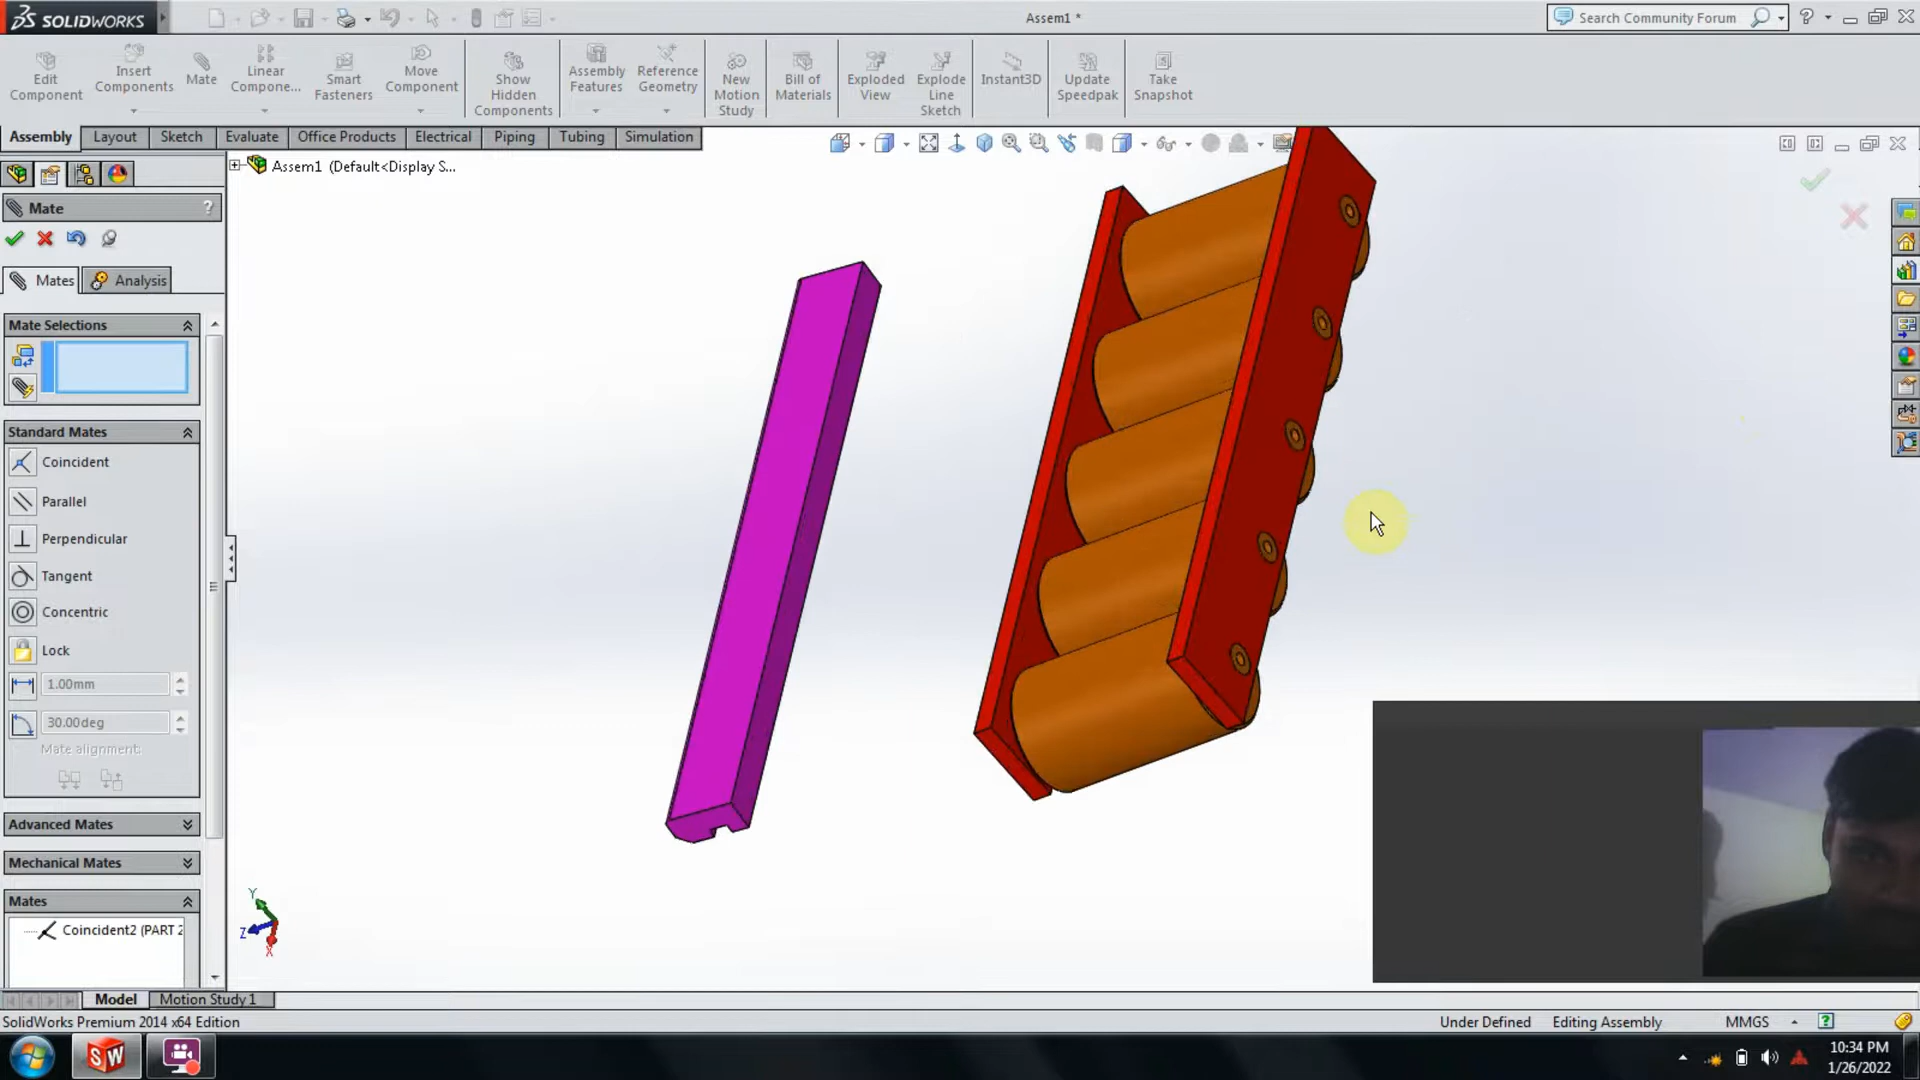 SOLIDWORKS
Assem1 *
Search Community Forum
Edit Component
Insert Components
Mate
Linear Compone...
Smart Fasteners
Move Component
Show Hidden Components
Assembly Features
Reference Geometry
New Motion Study
Bill of Materials
Exploded View
Explode Line Sketch
Instant3D
Update Speedpak
Take Snapshot
Assembly
Layout
Sketch
Evaluate
Office Products
Electrical
Piping
Tubing
Simulation
Assem1 (Default<Display S...
Mate
?
Mates
Analysis
Mate Selections
Standard Mates
Coincident
Parallel
Perpendicular
Tangent
Concentric
Lock
1.00mm
30.00deg
Mate alignment:
Advanced Mates
Mechanical Mates
Mates
Coincident2 (PART 2
Y
Z
X
Model
Motion Study 1
SolidWorks Premium 2014 x64 Edition
Under Defined
Editing Assembly
MMGS
?
SW
10:34 PM
1/26/2022